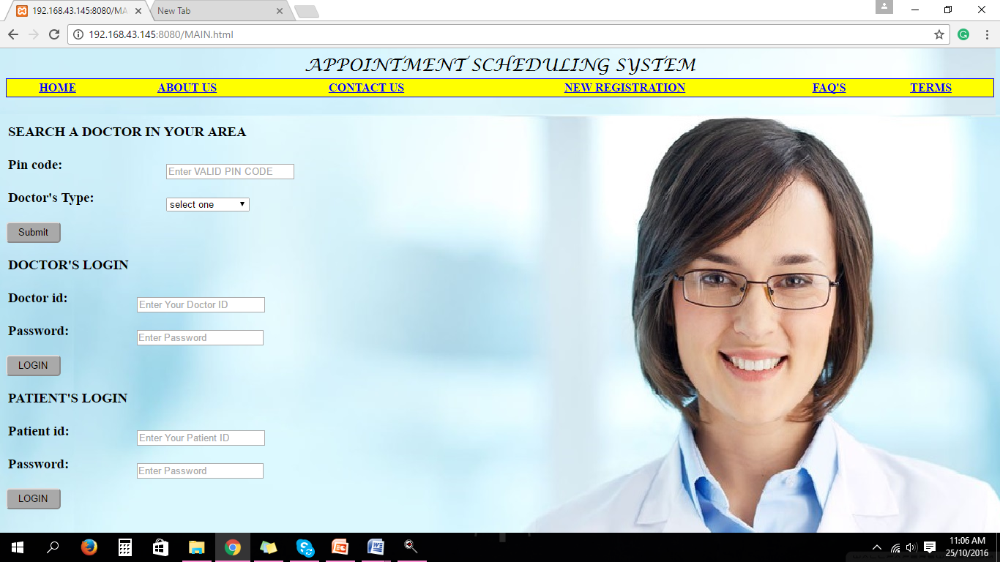 192.168.43.145:8080/MA
New Tab
192.168.43.145:8080/MAIN.html
APPOINTMENT SCHEDULING SYSTEM
HOME ABOUT US CONTACT US NEW REGISTRATION FAQ'S TERMS
SEARCH A DOCTOR IN YOUR AREA
Pin code: Enter VALID PIN CODE
Doctor's Type: select one
Submit
DOCTOR'S LOGIN
Doctor id: Enter Your Doctor ID
Password: Enter Password
LOGIN
PATIENT'S LOGIN
Patient id: Enter Your Patient ID
Password: Enter Password
LOGIN
11:06 AM
25/10/2016